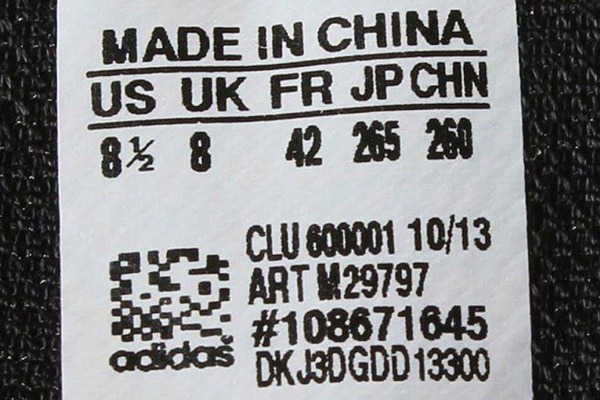 MADE IN CHINA
US UK FR JP CHN
8½ 8 42 265 260
CLU 600001 10/13
ART M29797
#108671645
DKJ3DGDD13300
adidas